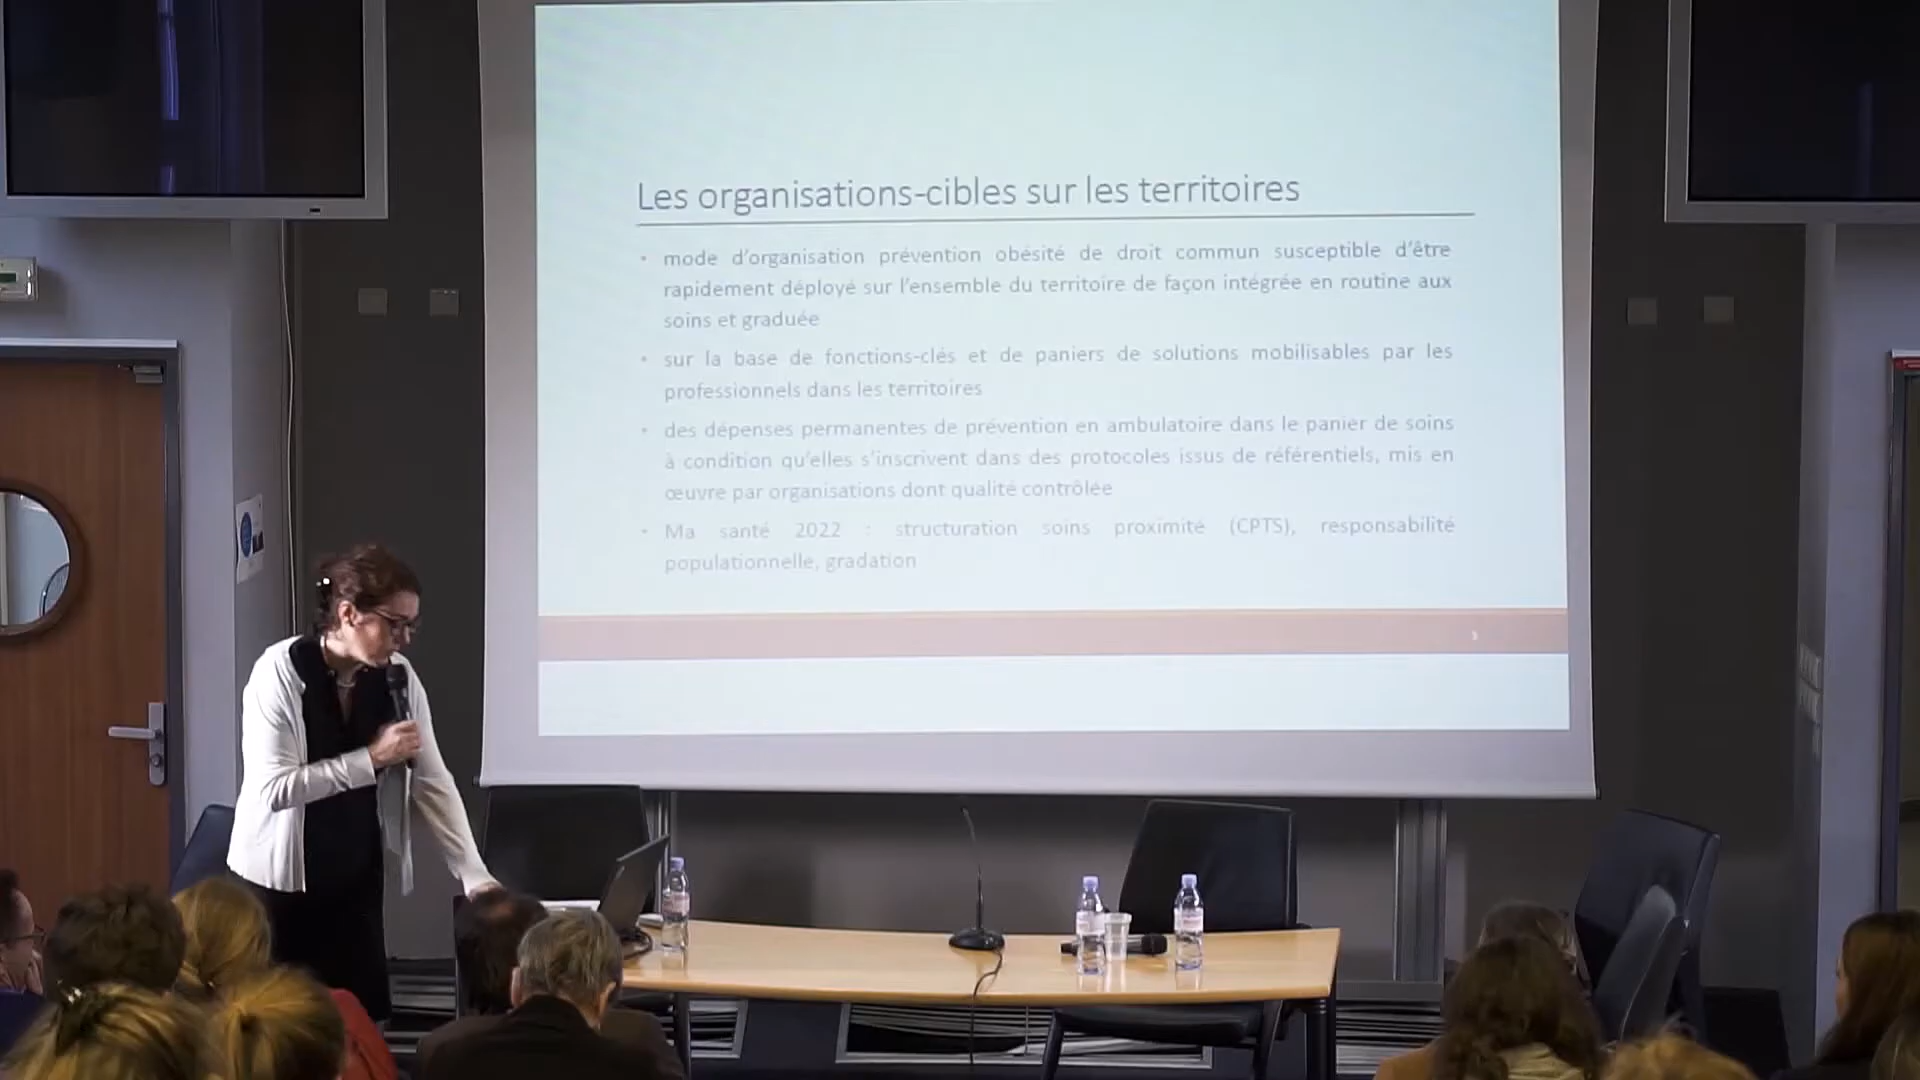 Les organisations-cibles sur les territoires
• mode d'organisation prévention obésité de droit commun susceptible d'être
rapidement déployé sur l'ensemble du territoire de façon intégrée en routine aux
soins et graduée
• sur la base de fonctions-clés et de paniers de solutions mobilisables par les
professionnels dans les territoires
• des dépenses permanentes de prévention en ambulatoire dans le panier de soins
à condition qu'elles s'inscrivent dans des protocoles issus de référentiels, mis en
œuvre par organisations dont qualité contrôlée
• Ma santé 2022 : structuration soins proximité (CPTS), responsabilité
populationnelle, gradation